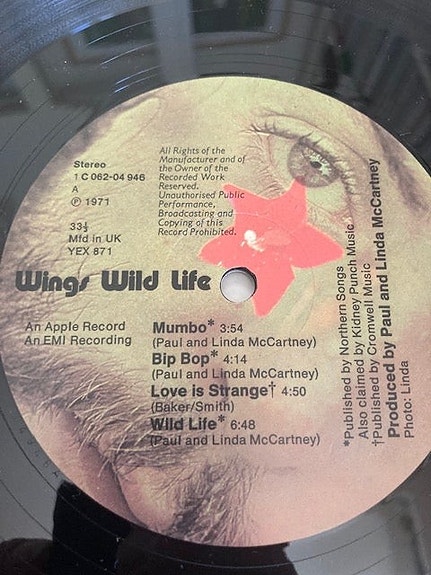 Stereo
1 C 062-04 946
A
℗ 1971
33⅓
Mfd in UK
YEX 871
All Rights of the
Manufacturer and of
the Owner of the
Recorded Work
Reserved.
Unauthorised Public
Performance,
Broadcasting and
Copying of this
Record Prohibited.
Wings Wild Life
An Apple Record
An EMI Recording
Mumbo* 3:54
(Paul and Linda McCartney)
Bip Bop* 4:14
(Paul and Linda McCartney)
Love is Strange† 4:50
(Baker/Smith)
Wild Life* 6:48
(Paul and Linda McCartney)
*Published by Northern Songs
Also claimed by Kidney Punch Music
†Published by Cromwell Music
Produced by Paul and Linda McCartney
Photo: Linda